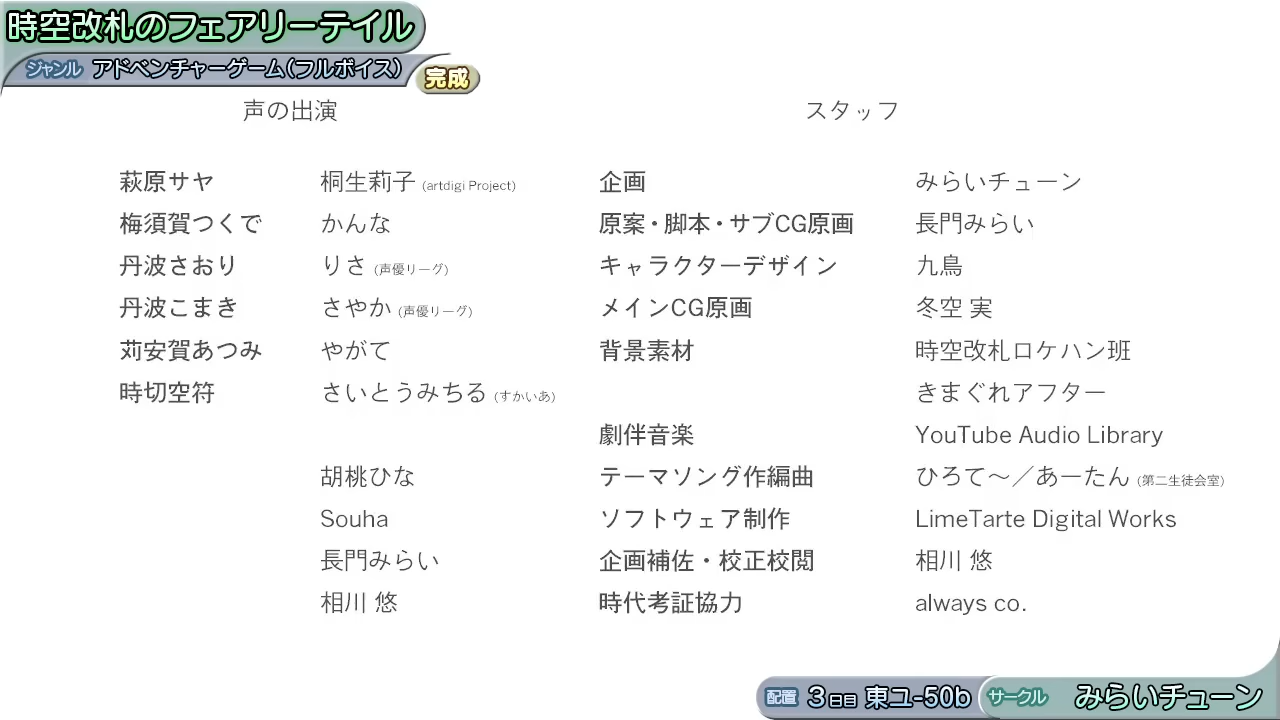 時空改札のフェアリーテイル
ジャンル アドベンチャーゲーム(フルボイス)
完成
声の出演
萩原サヤ 桐生莉子 (artdigi Project)
梅須賀つくで かんな
丹波さおり りさ (声優リーグ)
丹波こまき さやか (声優リーグ)
苅安賀あつみ やがて
時切空符 さいとうみちる (すかいあ)
胡桃ひな
Souha
長門みらい
相川 悠
スタッフ
企画 みらいチューン
原案・脚本・サブCG原画 長門みらい
キャラクターデザイン 九鳥
メインCG原画 冬空 実
背景素材 時空改札ロケハン班
きまぐれアフター
劇伴音楽 YouTube Audio Library
テーマソング作編曲 ひろて～／あーたん (第二生徒会室)
ソフトウェア制作 LimeTarte Digital Works
企画補佐・校正校閲 相川 悠
時代考証協力 always co.
配置 3日目 東ユ-50b サークル みらいチューン